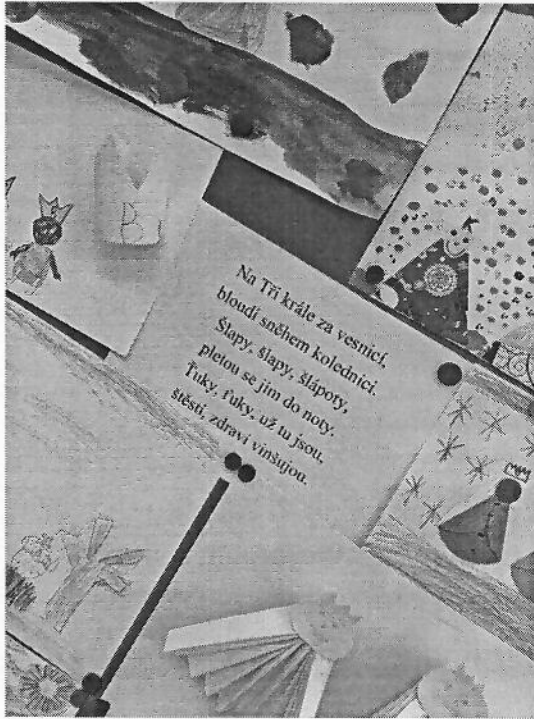 Na Tři krále za vesnicí,
bloudí sněhem koledníci.
Šlapy, šlapy, šlápoty,
pletou se jim do noty.
Ťuky, ťuky, už tu jsou,
štěstí, zdraví vinšujou.